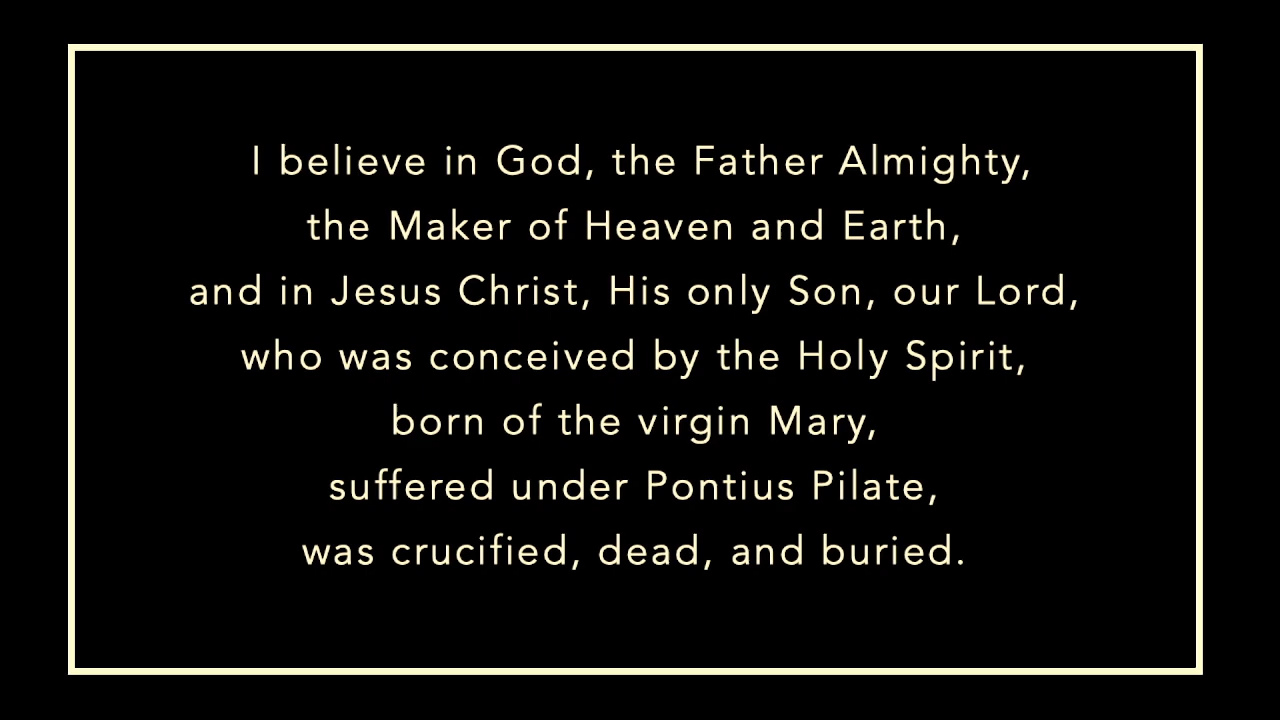 I believe in God, the Father Almighty,
the Maker of Heaven and Earth,
and in Jesus Christ, His only Son, our Lord,
who was conceived by the Holy Spirit,
born of the virgin Mary,
suffered under Pontius Pilate,
was crucified, dead, and buried.